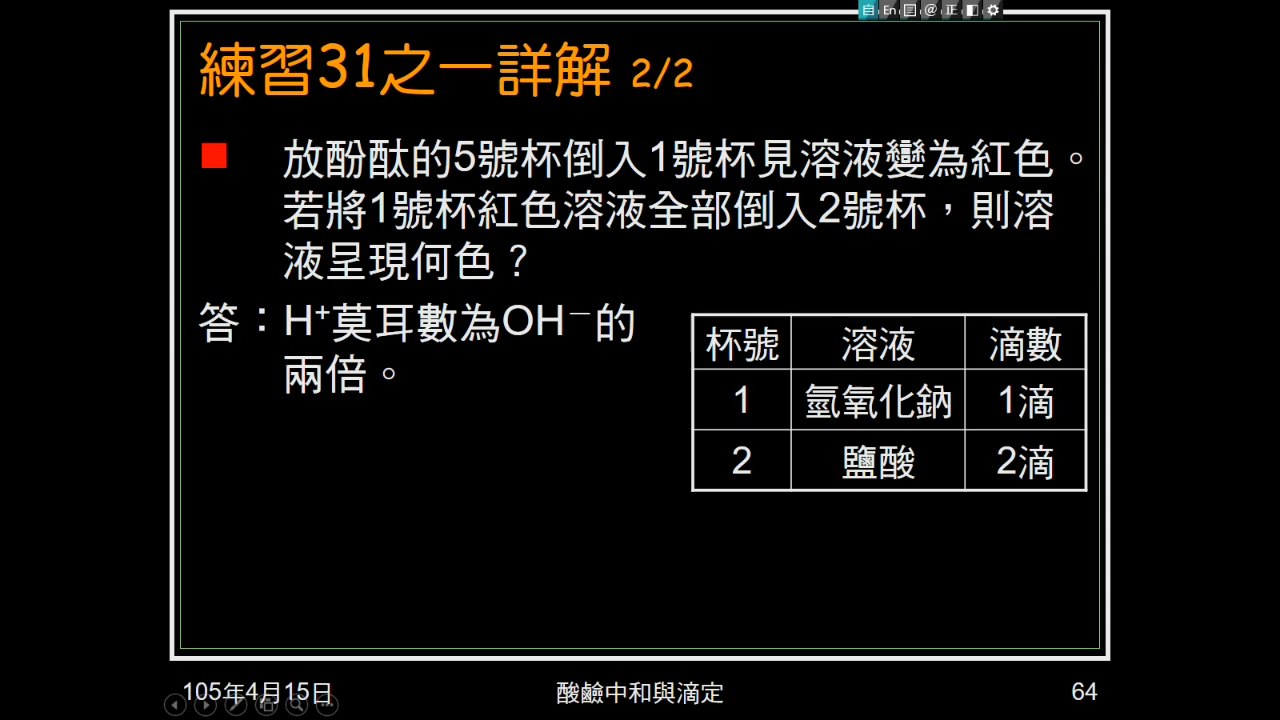 自 En @ 正
練習31之一詳解 2/2
放酚酞的5號杯倒入1號杯見溶液變為紅色。
若將1號杯紅色溶液全部倒入2號杯，則溶
液呈現何色？
答：H⁺莫耳數為OH⁻的
兩倍。
杯號 溶液 滴數
1 氫氧化鈉 1滴
2 鹽酸 2滴
105年4月15日 酸鹼中和與滴定 64